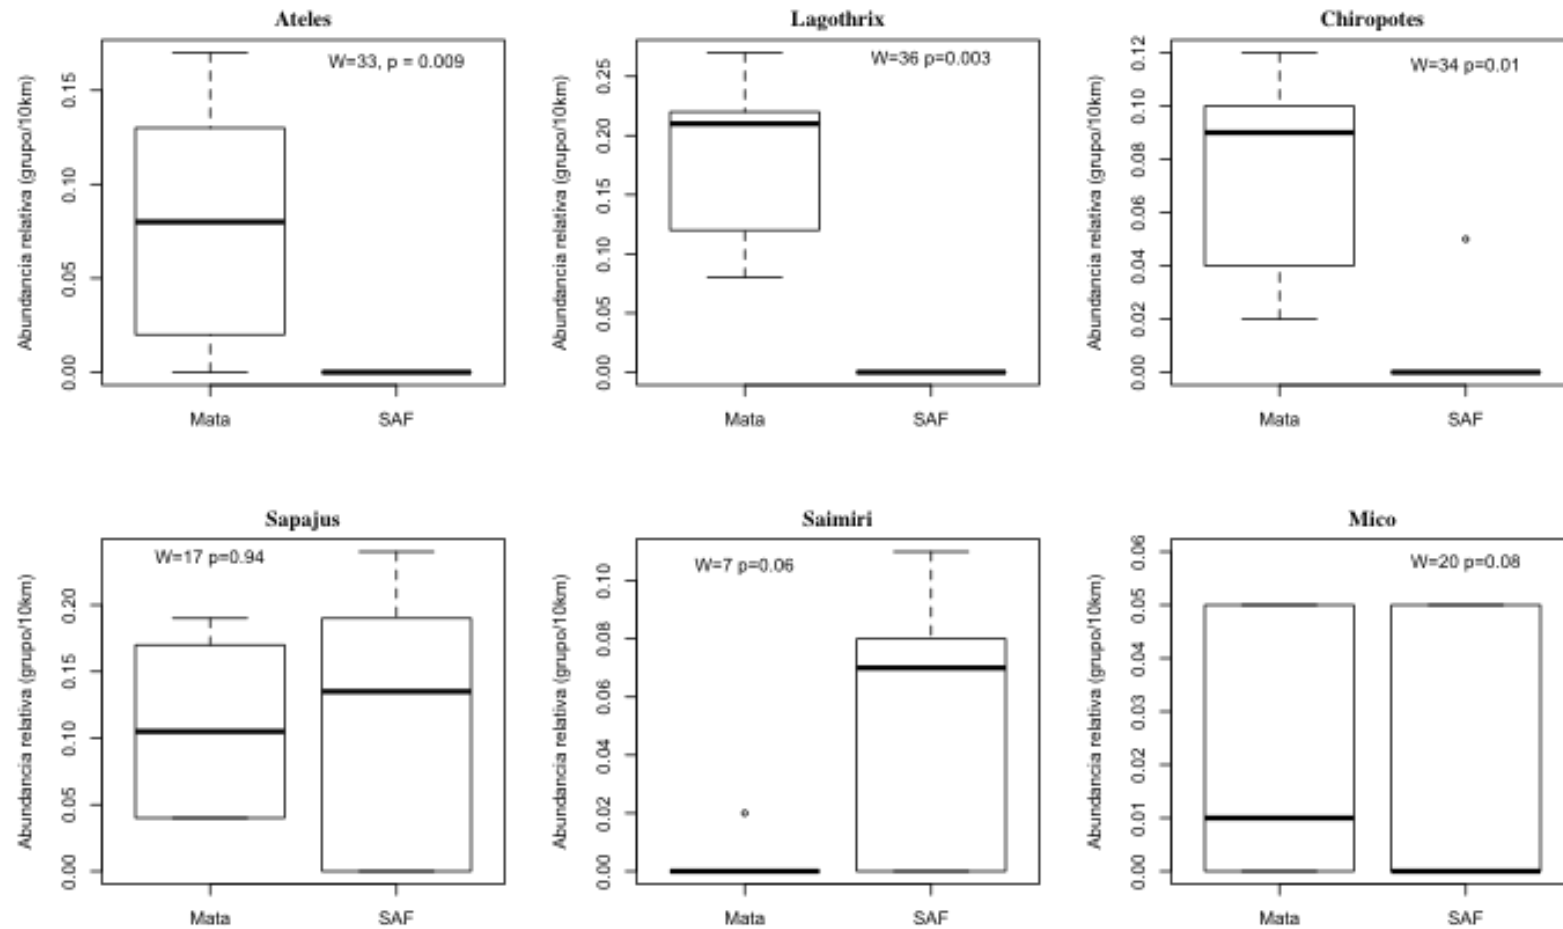 Ateles
W=33, p = 0.009
Abundancia relativa (grupo/10km)
0.15
0.10
0.05
0.00
Mata SAF
Lagothrix
W=36 p=0.003
Abundancia relativa (grupo/10km)
0.25
0.20
0.15
0.10
0.05
0.00
Mata SAF
Chiropotes
W=34 p=0.01
Abundancia relativa (grupo/10km)
0.12
0.10
0.08
0.06
0.04
0.02
0.00
Mata SAF
Sapajus
W=17 p=0.94
Abundancia relativa (grupo/10km)
0.20
0.15
0.10
0.05
0.00
Mata SAF
Saimiri
W=7 p=0.06
Abundancia relativa (grupo/10km)
0.10
0.08
0.06
0.04
0.02
0.00
Mata SAF
Mico
W=20 p=0.08
Abundancia relativa (grupo/10km)
0.06
0.05
0.04
0.03
0.02
0.01
0.00
Mata SAF